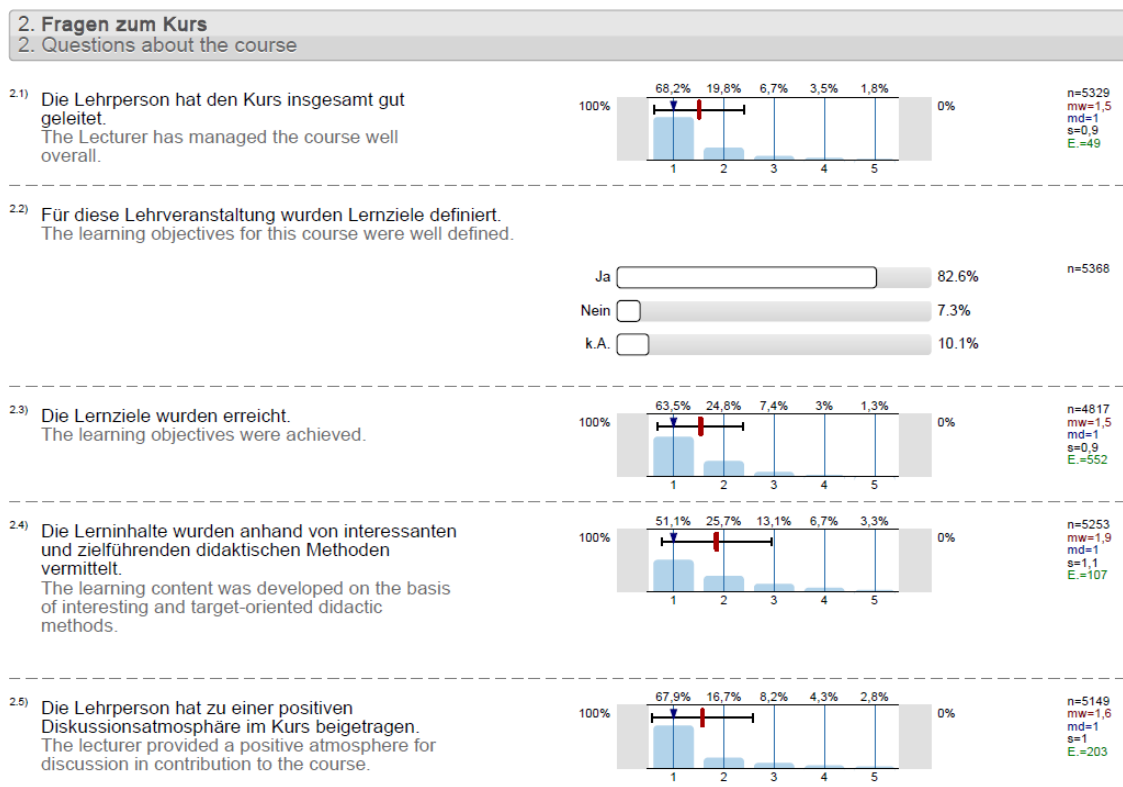 2. Fragen zum Kurs
2. Questions about the course
2.1) Die Lehrperson hat den Kurs insgesamt gut
geleitet.
The Lecturer has managed the course well
overall.
68,2% 19,8% 6,7% 3,5% 1,8%
100% 0%
1 2 3 4 5
n=5329
mw=1,5
md=1
s=0,9
E.=49
2.2) Für diese Lehrveranstaltung wurden Lernziele definiert.
The learning objectives for this course were well defined.
Ja 82.6%
n=5368
Nein 7.3%
k.A. 10.1%
2.3) Die Lernziele wurden erreicht.
The learning objectives were achieved.
63,5% 24,8% 7,4% 3% 1,3%
100% 0%
1 2 3 4 5
n=4817
mw=1,5
md=1
s=0,9
E.=552
2.4) Die Lerninhalte wurden anhand von interessanten
und zielführenden didaktischen Methoden
vermittelt.
The learning content was developed on the basis
of interesting and target-oriented didactic
methods.
51,1% 25,7% 13,1% 6,7% 3,3%
100% 0%
1 2 3 4 5
n=5253
mw=1,9
md=1
s=1,1
E.=107
2.5) Die Lehrperson hat zu einer positiven
Diskussionsatmosphäre im Kurs beigetragen.
The lecturer provided a positive atmosphere for
discussion in contribution to the course.
67,9% 16,7% 8,2% 4,3% 2,8%
100% 0%
1 2 3 4 5
n=5149
mw=1,6
md=1
s=1
E.=203